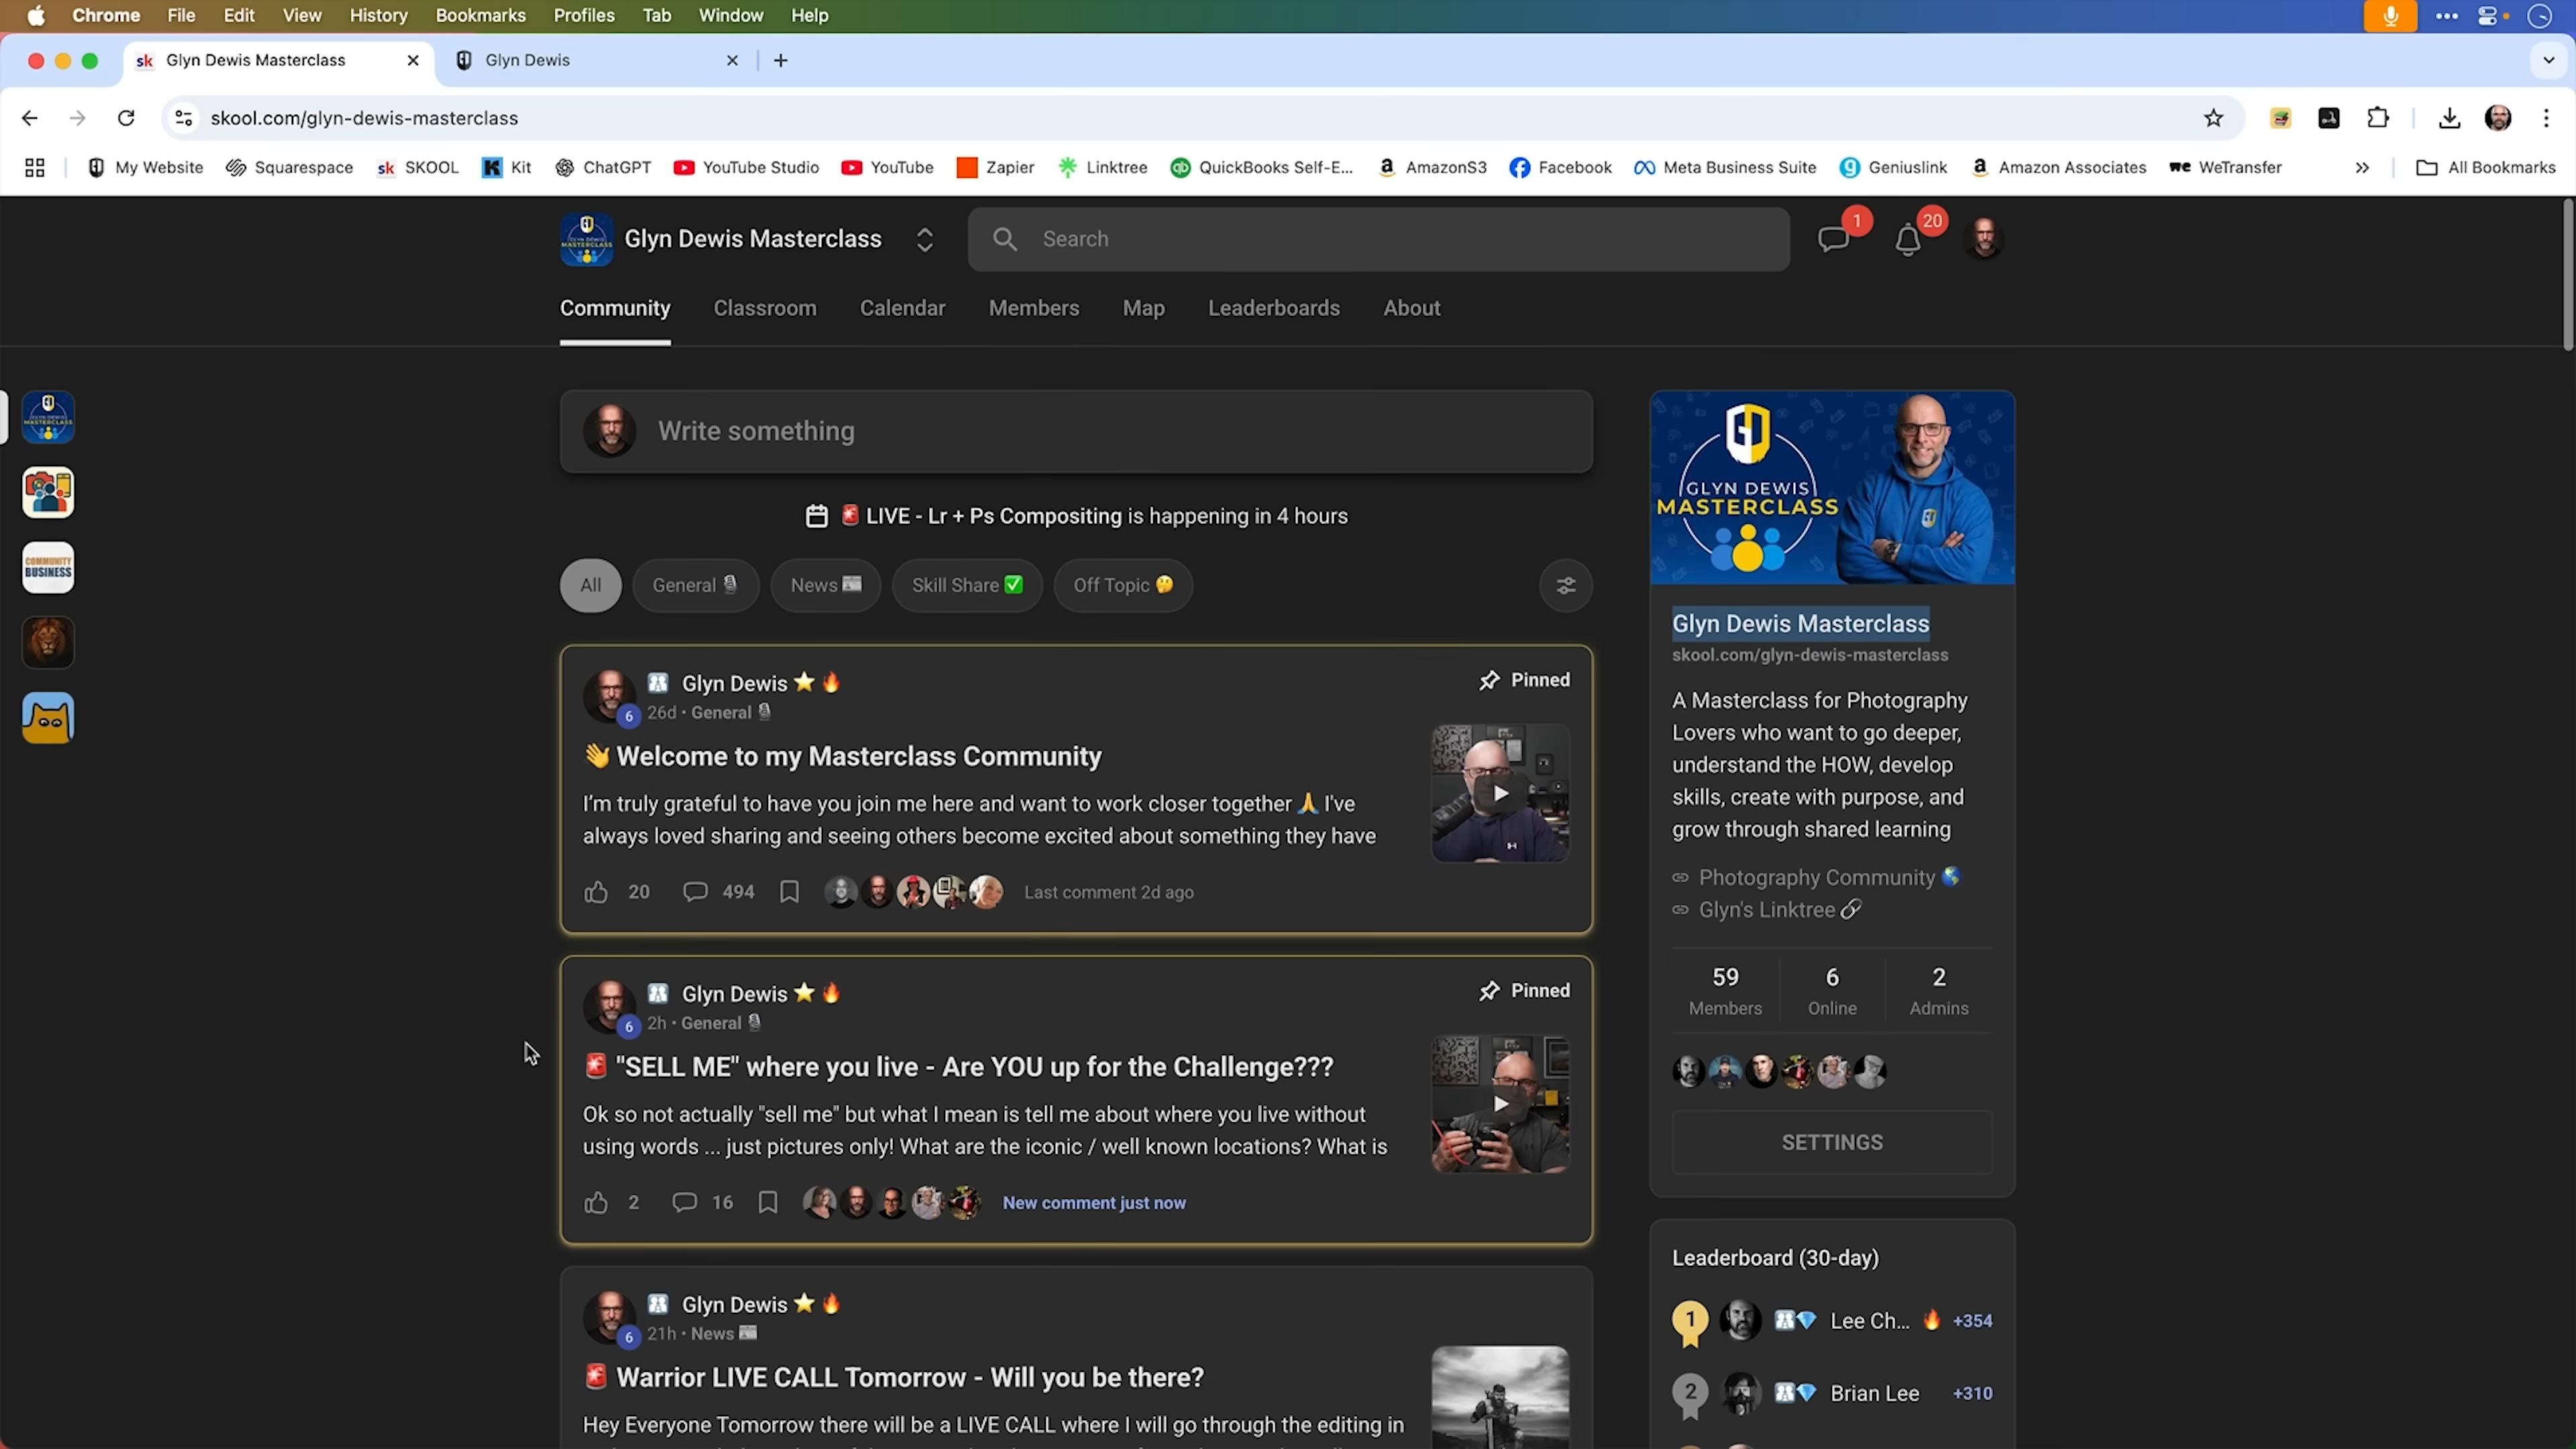 Chrome File Edit View History Bookmarks Profiles Tab Window Help
sk Glyn Dewis Masterclass Glyn Dewis
skool.com/glyn-dewis-masterclass
My Website Squarespace sk SKOOL K Kit ChatGPT YouTube Studio YouTube Zapier Linktree qb QuickBooks Self-E... a AmazonS3 Facebook Meta Business Suite g Geniuslink a Amazon Associates we WeTransfer All Bookmarks
Glyn Dewis Masterclass Search 1 20
Community Classroom Calendar Members Map Leaderboards About
Write something
🚨 LIVE - Lr + Ps Compositing is happening in 4 hours
All General 🎙️ News 📰 Skill Share ✅ Off Topic 🤔
COMMUNITY
BUSINESS
Glyn Dewis ⭐🔥 Pinned
6 26d • General 🎙️
👋 Welcome to my Masterclass Community
I'm truly grateful to have you join me here and want to work closer together 🙏 I've
always loved sharing and seeing others become excited about something they have
20 494 Last comment 2d ago
Glyn Dewis ⭐🔥 Pinned
6 2h • General 🎙️
🚨 "SELL ME" where you live - Are YOU up for the Challenge???
Ok so not actually "sell me" but what I mean is tell me about where you live without
using words ... just pictures only! What are the iconic / well known locations? What is
2 16 New comment just now
Glyn Dewis ⭐🔥
6 21h • News 📰
🚨 Warrior LIVE CALL Tomorrow - Will you be there?
Hey Everyone Tomorrow there will be a LIVE CALL where I will go through the editing in
GLYN DEWIS
MASTERCLASS
Glyn Dewis Masterclass
skool.com/glyn-dewis-masterclass
A Masterclass for Photography
Lovers who want to go deeper,
understand the HOW, develop
skills, create with purpose, and
grow through shared learning
Photography Community 🌎
Glyn's Linktree 🔗
59 6 2
Members Online Admins
SETTINGS
Leaderboard (30-day)
1 Lee Ch... 🔥 +354
2 Brian Lee +310